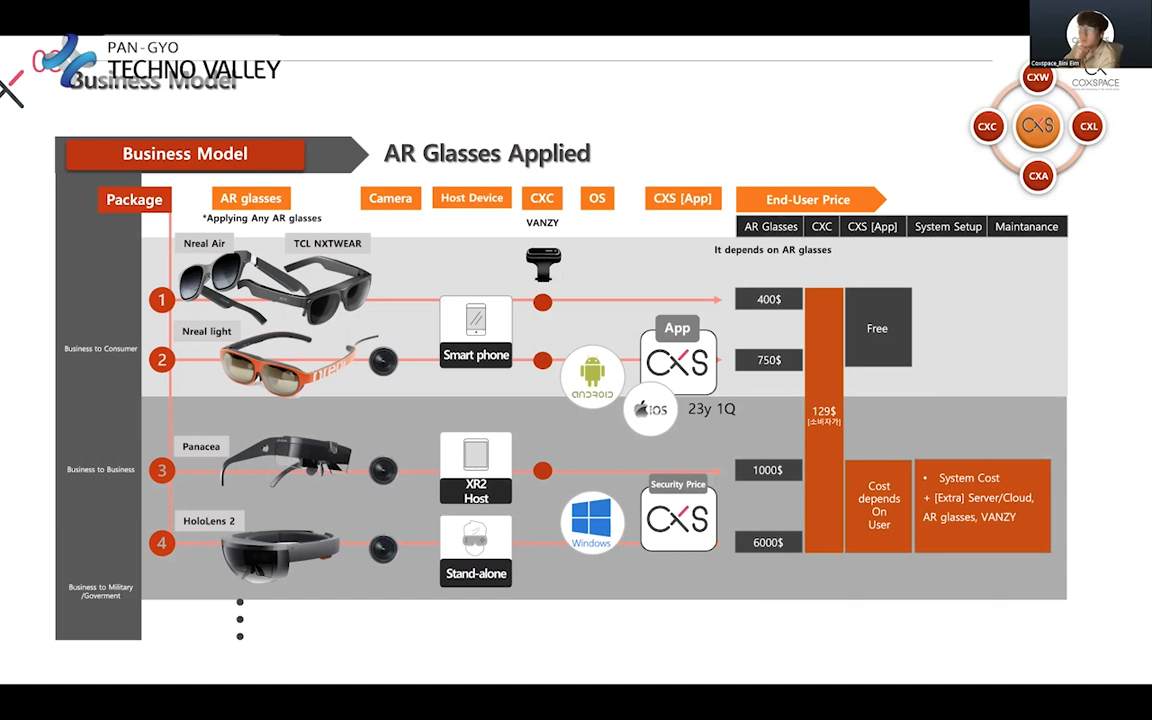 PAN-GYO
TECHNO VALLEY
Business Model
Coxspace_Bini Eim
COXSPACE
CXW
CXC
CXS
CXL
CXA
Business Model
AR Glasses Applied
Package
AR glasses
Camera
Host Device
CXC
OS
CXS [App]
End-User Price
*Applying Any AR glasses
VANZY
AR Glasses
CXC
CXS [App]
System Setup
Maintanance
It depends on AR glasses
Nreal Air
TCL NXTWEAR
1
400$
Free
Nreal light
Smart phone
App
CXS
Business to Consumer
2
750$
ANDROID
iOS
23y 1Q
129$
[소비자가]
Panacea
Business to Business
3
XR2
Host
1000$
Security Price
CXS
Cost
depends
On
User
• System Cost
+ [Extra] Server/Cloud,
AR glasses, VANZY
HoloLens 2
4
Windows
6000$
Stand-alone
Business to Military
/Goverment